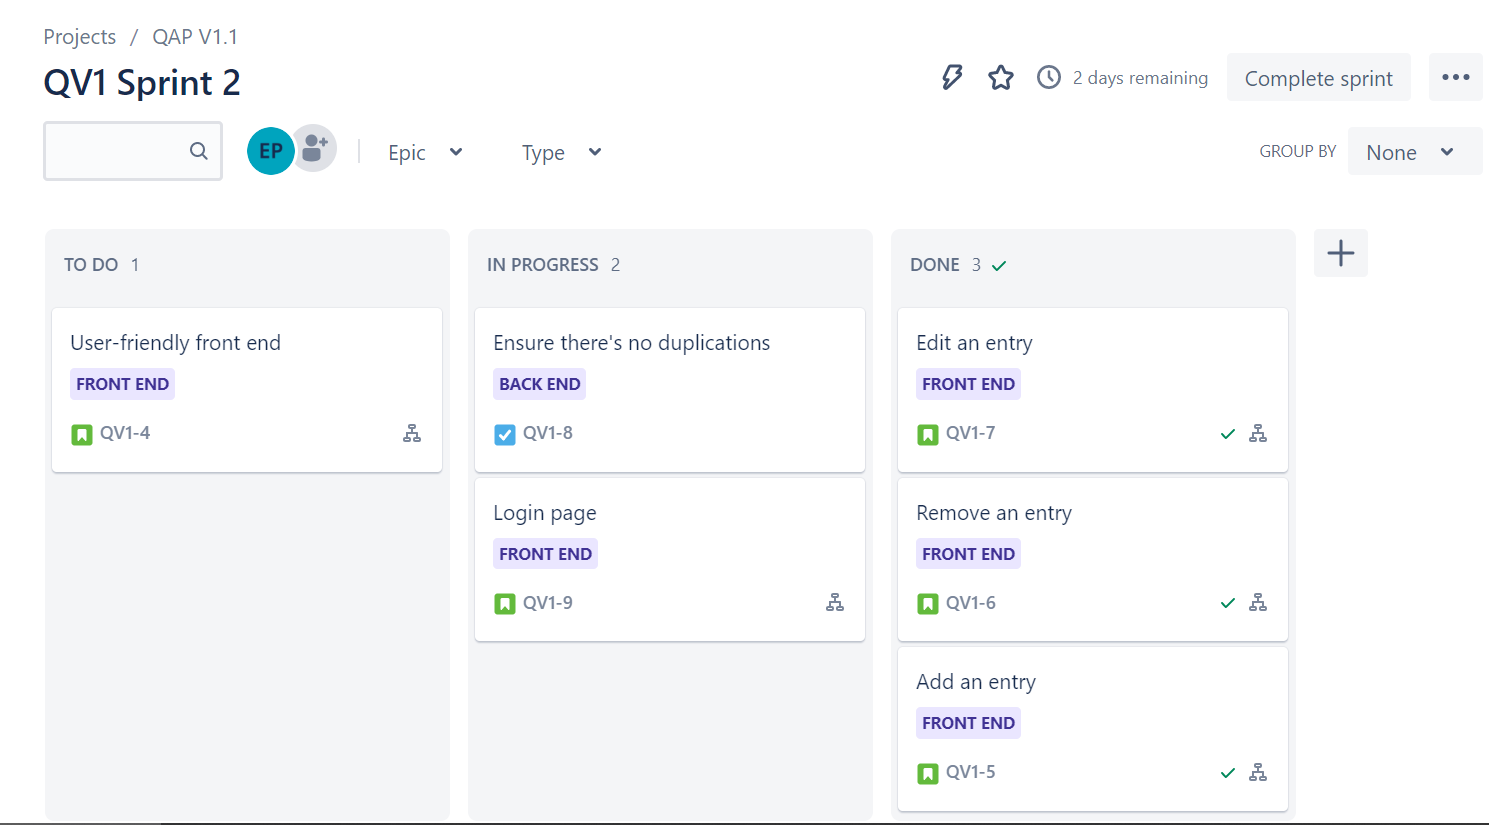 Projects / QAP V1.1
QV1 Sprint 2
2 days remaining
Complete sprint
EP
Epic
Type
GROUP BY
None
TO DO 1
User-friendly front end
FRONT END
QV1-4
IN PROGRESS 2
Ensure there's no duplications
BACK END
QV1-8
Login page
FRONT END
QV1-9
DONE 3
Edit an entry
FRONT END
QV1-7
Remove an entry
FRONT END
QV1-6
Add an entry
FRONT END
QV1-5